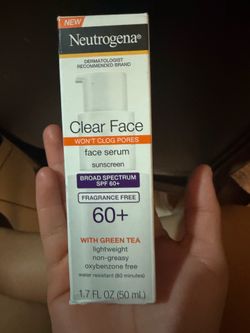 NEW
Neutrogena®
DERMATOLOGIST
RECOMMENDED BRAND
Clear Face
WON'T CLOG PORES
face serum
sunscreen
BROAD SPECTRUM
SPF 60+
FRAGRANCE FREE
60+
WITH GREEN TEA
lightweight
non-greasy
oxybenzone free
water resistant (80 minutes)
1.7 FL OZ (50 mL)